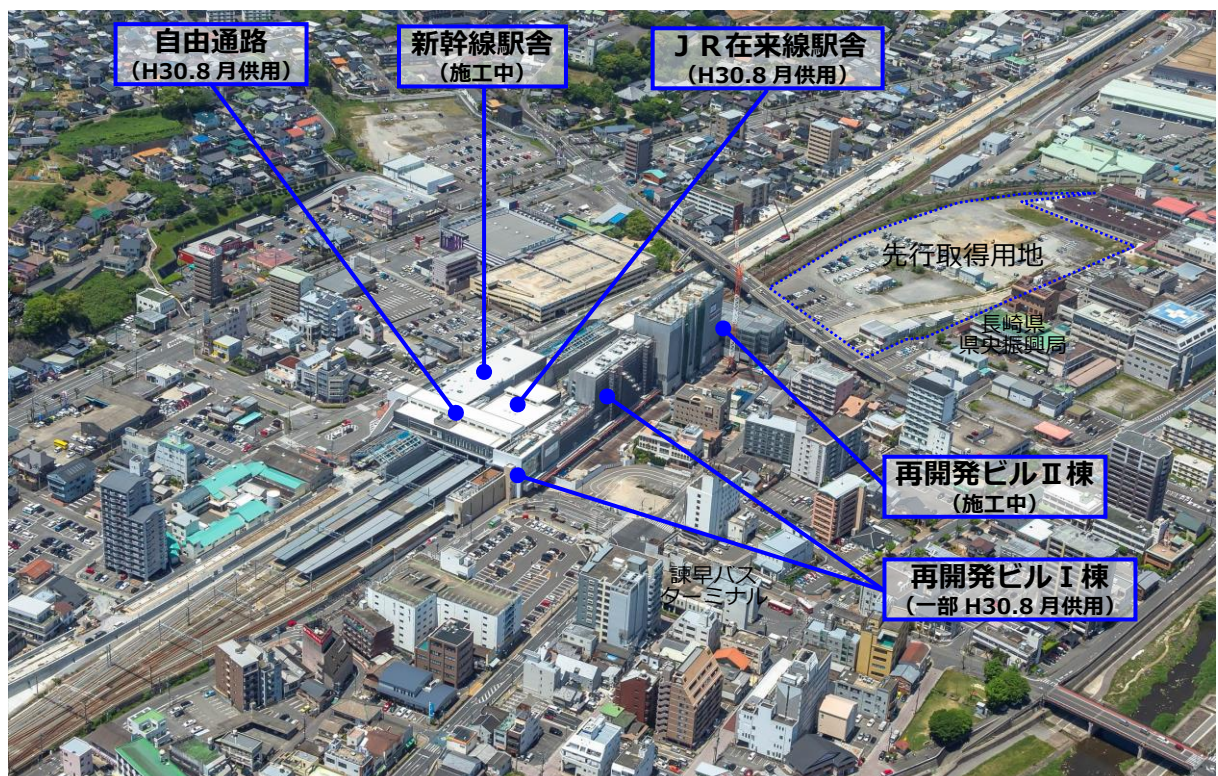 自由通路
（H30.8 月供用）
新幹線駅舎
（施工中）
ＪＲ在来線駅舎
（H30.8 月供用）
先行取得用地
長崎県
県央振興局
再開発ビルⅡ棟
（施工中）
再開発ビルⅠ棟
（一部 H30.8 月供用）
諫早バス
ターミナル